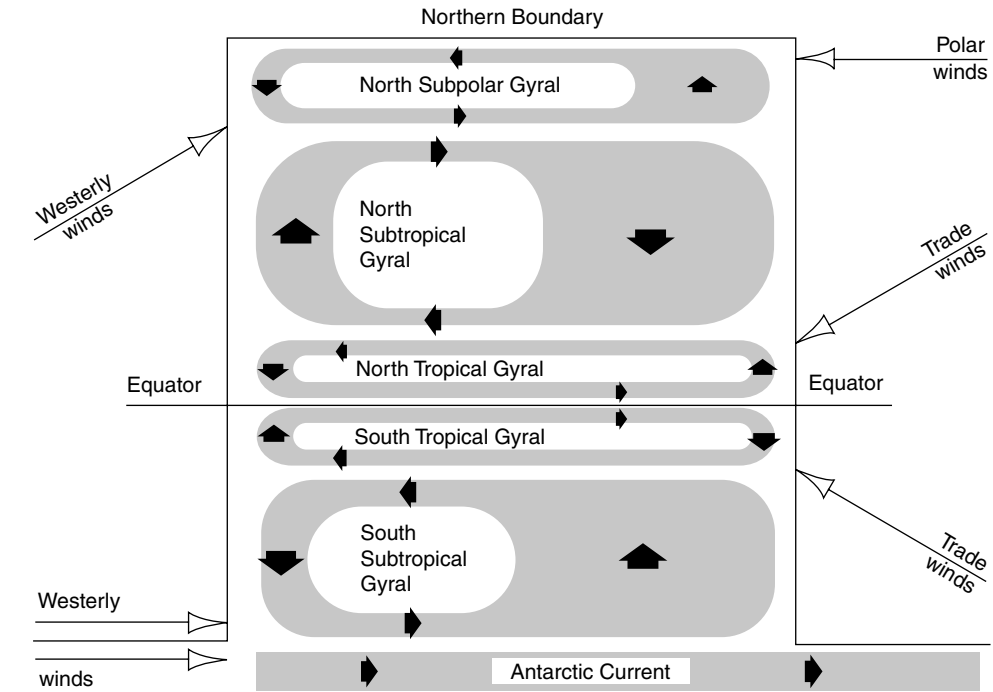 Northern Boundary
Polar
winds
North Subpolar Gyral
Westerly
winds
North
Subtropical
Gyral
Trade
winds
North Tropical Gyral
Equator
Equator
South Tropical Gyral
South
Subtropical
Gyral
Trade
winds
Westerly
winds
Antarctic Current